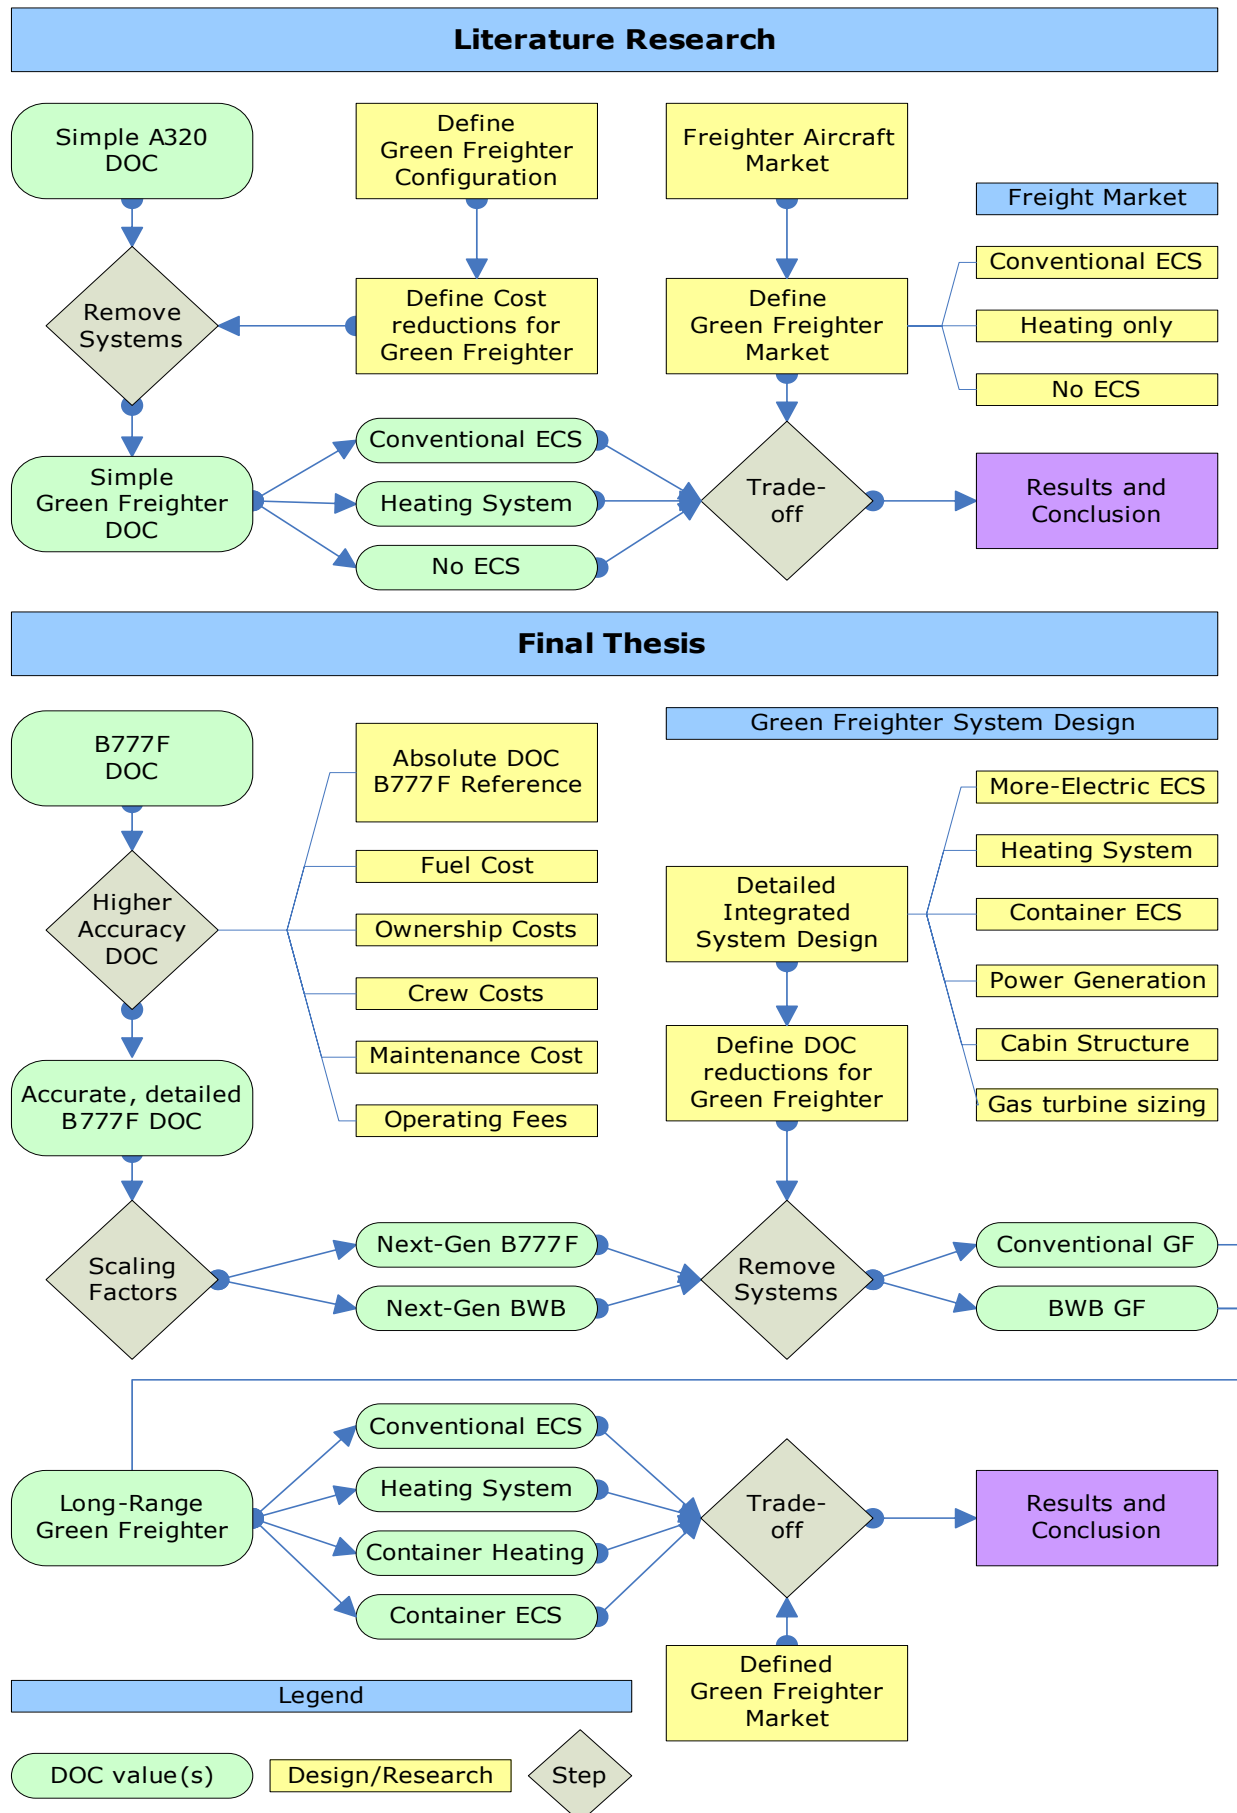 Literature Research
Simple A320
DOC
Define
Green Freighter
Configuration
Freighter Aircraft
Market
Freight Market
Conventional ECS
Heating only
No ECS
Remove
Systems
Define Cost
reductions for
Green Freighter
Define
Green Freighter
Market
Simple
Green Freighter
DOC
Conventional ECS
Heating System
No ECS
Trade-
off
Results and
Conclusion
Final Thesis
B777F
DOC
Absolute DOC
B777F Reference
Fuel Cost
Ownership Costs
Crew Costs
Maintenance Cost
Operating Fees
Higher
Accuracy
DOC
Accurate, detailed
B777F DOC
Green Freighter System Design
More-Electric ECS
Heating System
Container ECS
Power Generation
Cabin Structure
Gas turbine sizing
Detailed
Integrated
System Design
Define DOC
reductions for
Green Freighter
Scaling
Factors
Next-Gen B777F
Next-Gen BWB
Remove
Systems
Conventional GF
BWB GF
Long-Range
Green Freighter
Conventional ECS
Heating System
Container Heating
Container ECS
Trade-
off
Results and
Conclusion
Defined
Green Freighter
Market
Legend
DOC value(s)
Design/Research
Step